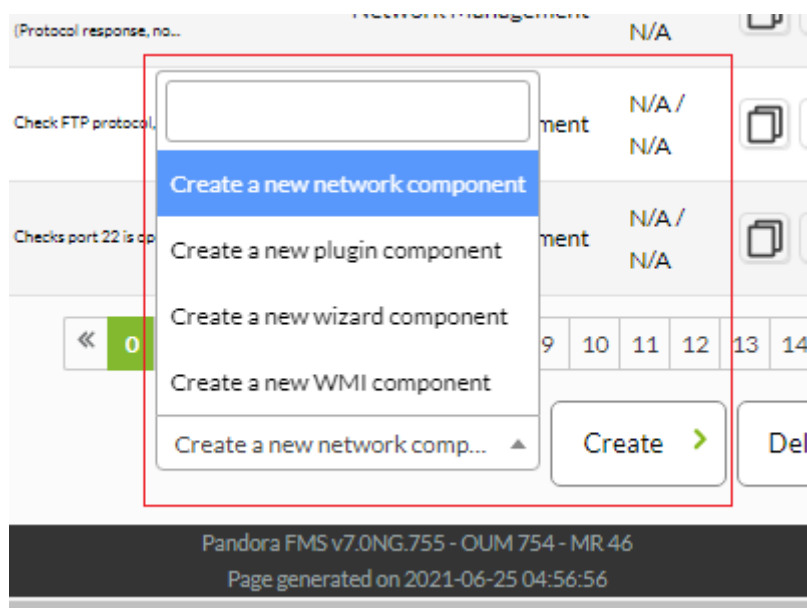 (Protocol response, no...
Network Management
N/A
Check FTP protocol,
ment
N/A /
N/A
Create a new network component
Checks port 22 is op
Create a new plugin component
ment
N/A /
N/A
Create a new wizard component
« 0
9 10 11 12 13 14
Create a new WMI component
Create a new network comp...
Create >
Del
Pandora FMS v7.0NG.755 - OUM 754 - MR 46
Page generated on 2021-06-25 04:56:56